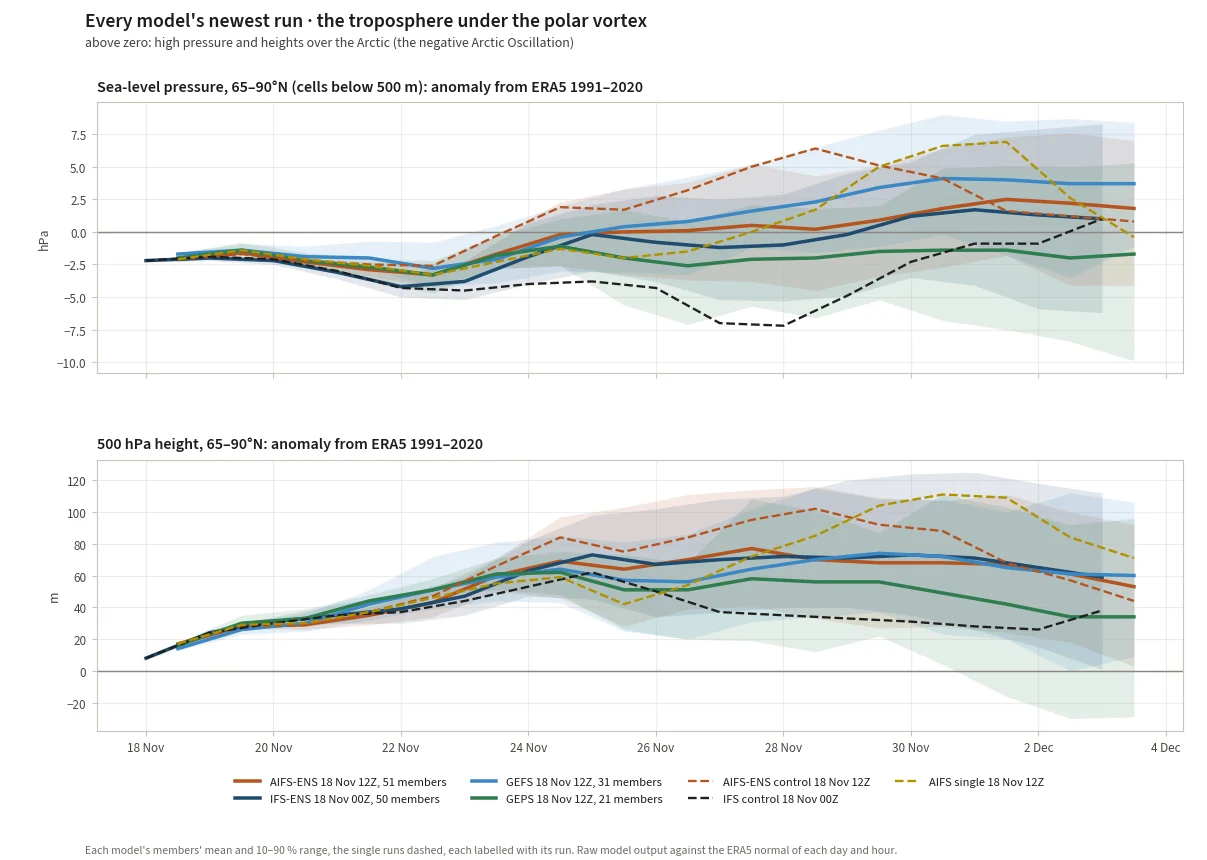 Every model's newest run · the troposphere under the polar vortex
above zero: high pressure and heights over the Arctic (the negative Arctic Oscillation)
Sea-level pressure, 65–90°N (cells below 500 m): anomaly from ERA5 1991–2020
7.5
5.0
2.5
0.0
−2.5
−5.0
−7.5
−10.0
hPa
500 hPa height, 65–90°N: anomaly from ERA5 1991–2020
120
100
80
60
40
20
0
−20
m
18 Nov 20 Nov 22 Nov 24 Nov 26 Nov 28 Nov 30 Nov 2 Dec 4 Dec
AIFS-ENS 18 Nov 12Z, 51 members GEFS 18 Nov 12Z, 31 members AIFS-ENS control 18 Nov 12Z AIFS single 18 Nov 12Z
IFS-ENS 18 Nov 00Z, 50 members GEPS 18 Nov 12Z, 21 members IFS control 18 Nov 00Z
Each model's members' mean and 10–90 % range, the single runs dashed, each labelled with its run. Raw model output against the ERA5 normal of each day and hour.